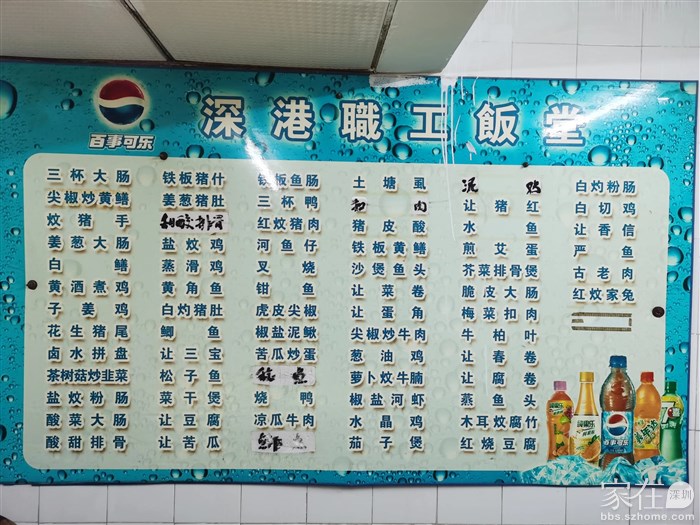 百事可乐
深港職工飯堂
三杯大肠
尖椒炒黄鳝
炆猪手
姜葱大肠
白鳝
黄酒煮鸡
子姜鸡
花生猪尾
卤水拼盘
茶树菇炒韭菜
盐炆粉肠
酸菜大肠
酸甜排骨
铁板猪什
姜葱猪肚
盐炆鸡
蒸滑鸡
黄角鱼
白灼猪肚
鲫鱼
让三宝
松子鱼
菜干煲
让豆腐
让苦瓜
铁板鱼肠
三杯鸭
红炆猪肉
河鱼仔
叉烧
钳鱼
虎皮尖椒
椒盐泥鳅
苦瓜炒蛋
烧鸭
凉瓜牛肉
土塘虱
肉
猪皮酸
铁板黄鳝
沙煲鱼头
让菜卷
让蛋角
尖椒炒牛肉
葱油鸡
萝卜炆牛腩
椒盐河虾
水晶鸡
茄子煲
让猪红
水鱼
煎艾蛋
芥菜排骨煲
脆皮大肠
梅菜扣肉
牛柏叶
让春卷
让腐卷
蒸鱼头
木耳炆腐竹
红烧豆腐
白灼粉肠
白切鸡
让香信
严鱼
古老肉
红炆家兔
百事可乐
家在深圳
bbs.szhome.com